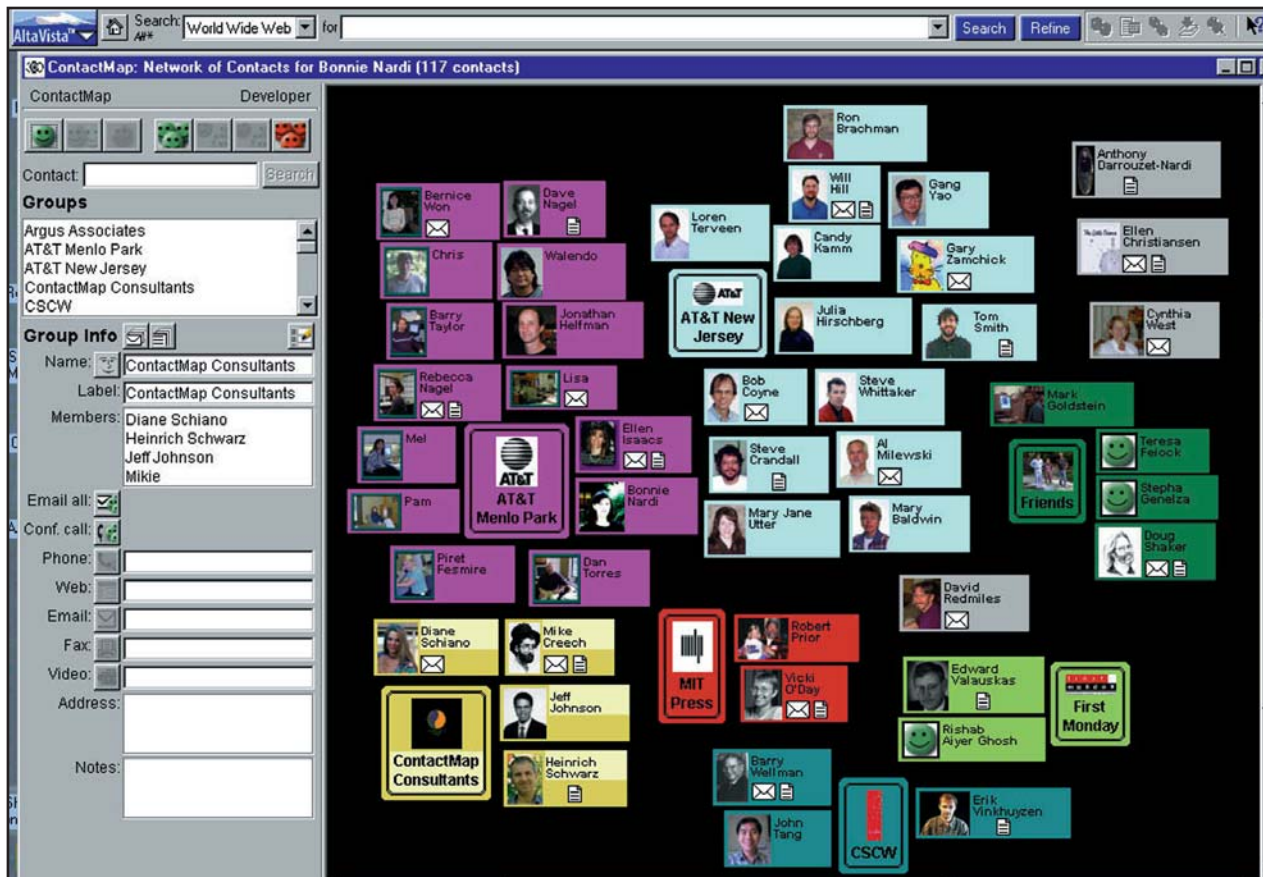 AltaVista™
Search:
World Wide Web
for
Search
Refine
ContactMap: Network of Contacts for Bonnie Nardi (117 contacts)
ContactMap
Developer
Contact:
Search
Groups
Argus Associates
AT&T Menlo Park
AT&T New Jersey
ContactMap Consultants
CSCW
Group Info
Name:
ContactMap Consultants
Label:
ContactMap Consultants
Members:
Diane Schiano
Heinrich Schwarz
Jeff Johnson
Mikie
Email all:
Conf. call:
Phone:
Web:
Email:
Fax:
Video:
Address:
Notes:
Bernice
Won
Dave
Nagel
Chris
Walendo
Barry
Taylor
Jonathan
Helfman
Rebecca
Nagel
Lisa
Mel
AT&T
AT&T
Menlo Park
Ellen
Isaacs
Pam
Bonnie
Nardi
Piret
Fesmire
Dan
Torres
Ron
Brachman
Will
Hill
Gang
Yao
Loren
Terveen
Candy
Kamm
Gary
Zamchick
AT&T
AT&T New
Jersey
Julia
Hirschberg
Tom
Smith
Bob
Coyne
Steve
Whittaker
Steve
Crandall
Al
Milewski
Mary Jane
Utter
Mary
Baldwin
Anthony
Darrouzet-Nardi
Ellen
Christiansen
Cynthia
West
Mark
Goldstein
Friends
Teresa
Feiock
Stepha
Genelza
Doug
Shaker
David
Redmiles
Diane
Schiano
Mike
Creech
Jeff
Johnson
ContactMap
Consultants
Heinrich
Schwarz
MIT
Press
Robert
Prior
Vicki
O'Day
Edward
Valauskas
Rishab
Aiyer Ghosh
First
Monday
Barry
Wellman
John
Tang
CSCW
Erik
Vinkhuyzen